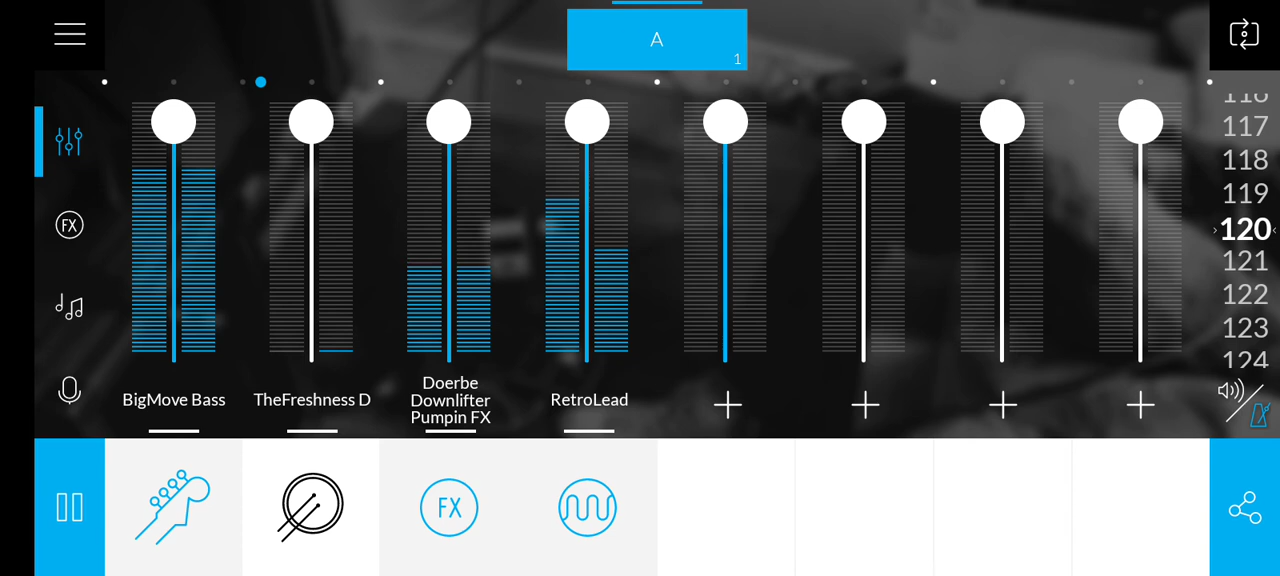 A
1
116
117
118
119
120
121
122
123
124
FX
BigMove Bass
TheFreshness D
Doerbe
Downlifter
Pumpin FX
RetroLead
FX